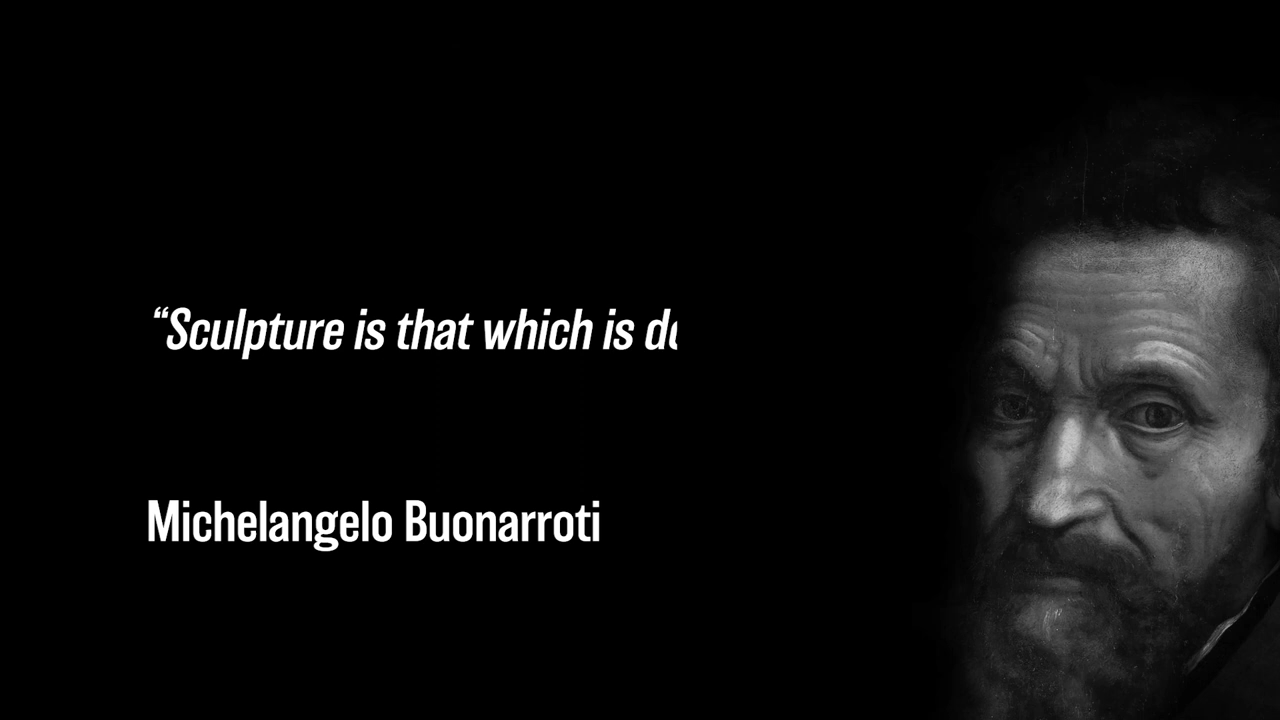 “Sculpture is that which is
Michelangelo Buonarroti